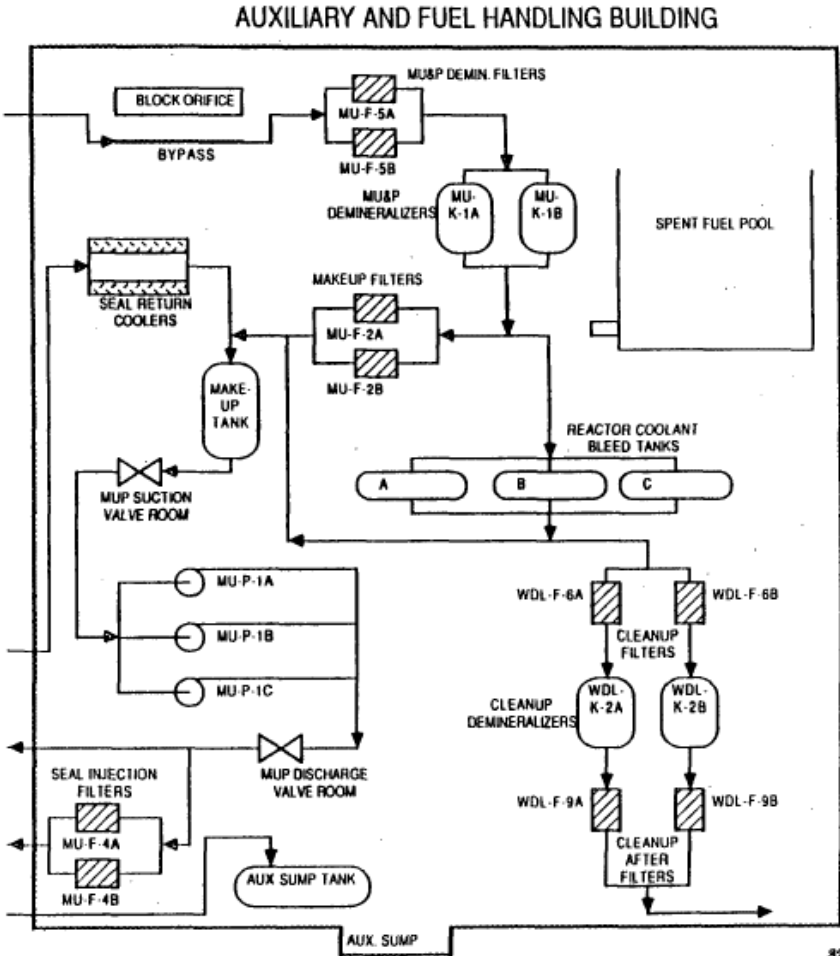 AUXILIARY AND FUEL HANDLING BUILDING
BLOCK ORIFICE
BYPASS
MU&P DEMIN. FILTERS
MU-F-5A
MU-F-5B
MU&P
DEMINERALIZERS
MU-
K-1A
MU-
K-1B
SPENT FUEL POOL
SEAL RETURN
COOLERS
MAKEUP FILTERS
MU-F-2A
MU-F-2B
MAKE-
UP
TANK
REACTOR COOLANT
BLEED TANKS
A
B
C
MUP SUCTION
VALVE ROOM
MU-P-1A
MU-P-1B
MU-P-1C
WDL-F-6A
WDL-F-6B
CLEANUP
FILTERS
CLEANUP
DEMINERALIZERS
WDL-
K-2A
WDL-
K-2B
MUP DISCHARGE
VALVE ROOM
SEAL INJECTION
FILTERS
MU-F-4A
MU-F-4B
WDL-F-9A
WDL-F-9B
CLEANUP
AFTER
FILTERS
AUX SUMP TANK
AUX. SUMP